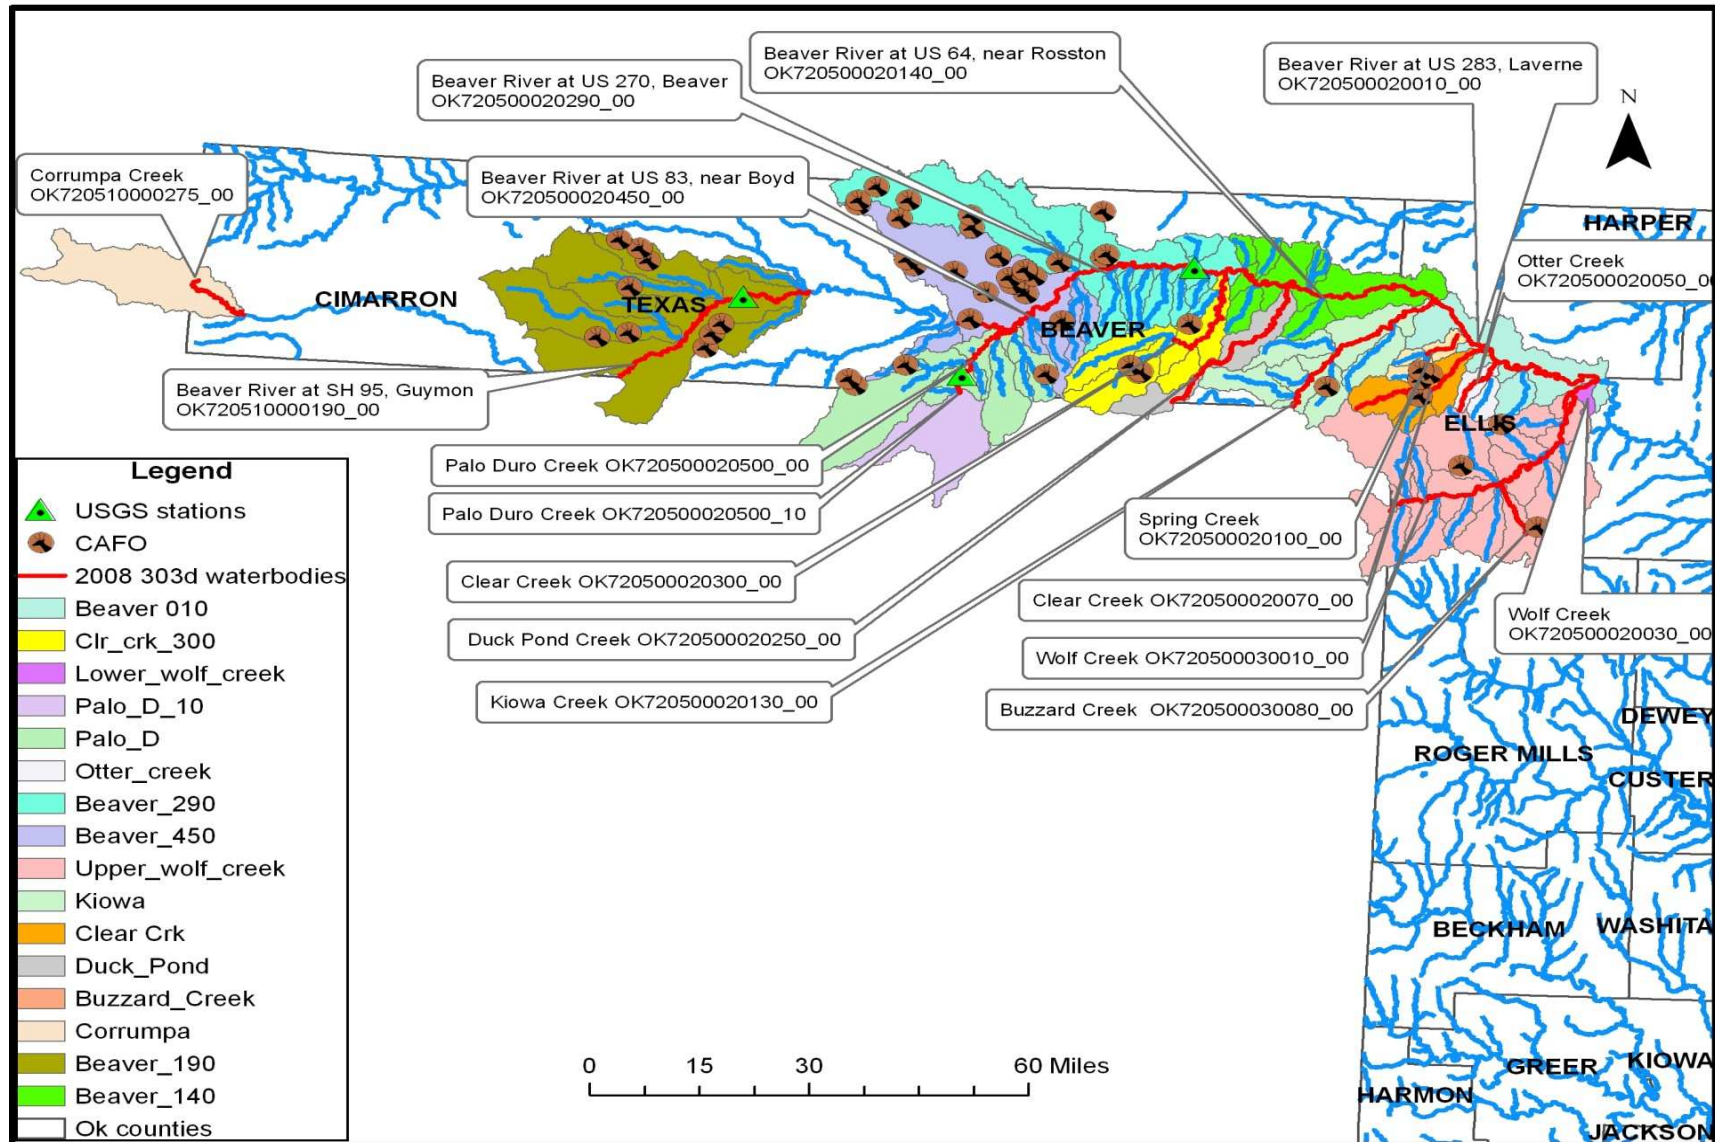 Beaver River at US 64, near Rosston
OK720500020140_00
Beaver River at US 270, Beaver
OK720500020290_00
Beaver River at US 283, Laverne
OK720500020010_00
N
Corrumpa Creek
OK720510000275_00
Beaver River at US 83, near Boyd
OK720500020450_00
HARPER
Otter Creek
OK720500020050_00
CIMARRON
TEXAS
BEAVER
Beaver River at SH 95, Guymon
OK720510000190_00
ELLIS
Palo Duro Creek OK720500020500_00
Palo Duro Creek OK720500020500_10
Spring Creek
OK720500020100_00
Clear Creek OK720500020300_00
Clear Creek OK720500020070_00
Wolf Creek
OK720500020030_00
Duck Pond Creek OK720500020250_00
Wolf Creek OK720500030010_00
Kiowa Creek OK720500020130_00
Buzzard Creek OK720500030080_00
DEWEY
ROGER MILLS
CUSTER
BECKHAM
WASHITA
GREER
KIOWA
HARMON
JACKSON
0 15 30 60 Miles
Legend
USGS stations
CAFO
2008 303d waterbodies
Beaver 010
Clr_crk_300
Lower_wolf_creek
Palo_D_10
Palo_D
Otter_creek
Beaver_290
Beaver_450
Upper_wolf_creek
Kiowa
Clear Crk
Duck_Pond
Buzzard_Creek
Corrumpa
Beaver_190
Beaver_140
Ok counties